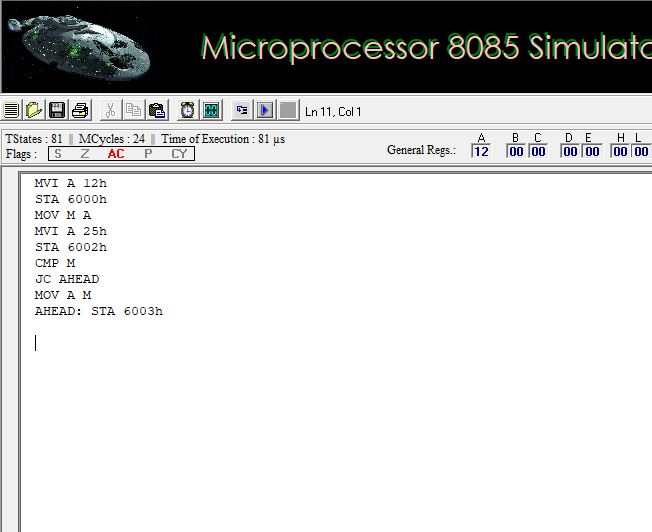 Microprocessor 8085 Simulato
Ln 11, Col 1
TStates : 81 || MCycles : 24 || Time of Execution : 81 µs
Flags : S Z AC P CY
General Regs.: A B C D E H L
12 00 00 00 00 00 00
MVI A 12h
STA 6000h
MOV M A
MVI A 25h
STA 6002h
CMP M
JC AHEAD
MOV A M
AHEAD: STA 6003h